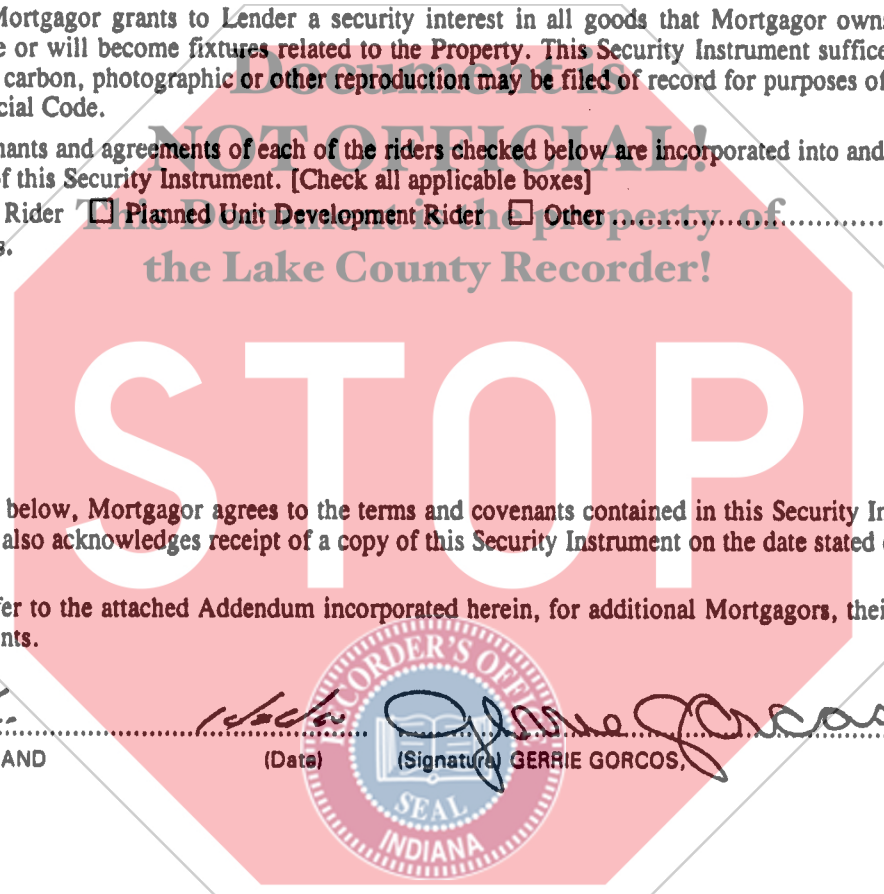 Mortgagor grants to Lender a security interest in all goods that Mortgagor own
or will become fixtures related to the Property. This Security Instrument suffice
carbon, photographic or other reproduction may be filed of record for purposes of
cial Code.
Document is
NOT OFFICIAL!
nants and agreements of each of the riders checked below are incorporated into and
of this Security Instrument. [Check all applicable boxes]
Rider ☐ Planned Unit Development Rider ☐ Other
This Document is the property of
the Lake County Recorder!
s.
STOP
below, Mortgagor agrees to the terms and covenants contained in this Security In
also acknowledges receipt of a copy of this Security Instrument on the date stated
fer to the attached Addendum incorporated herein, for additional Mortgagors, thei
nts.
Gerrie Gorcos
AND (Date) (Signature) GERRIE GORCOS,
RECORDER'S OFFICE
SEAL
INDIANA